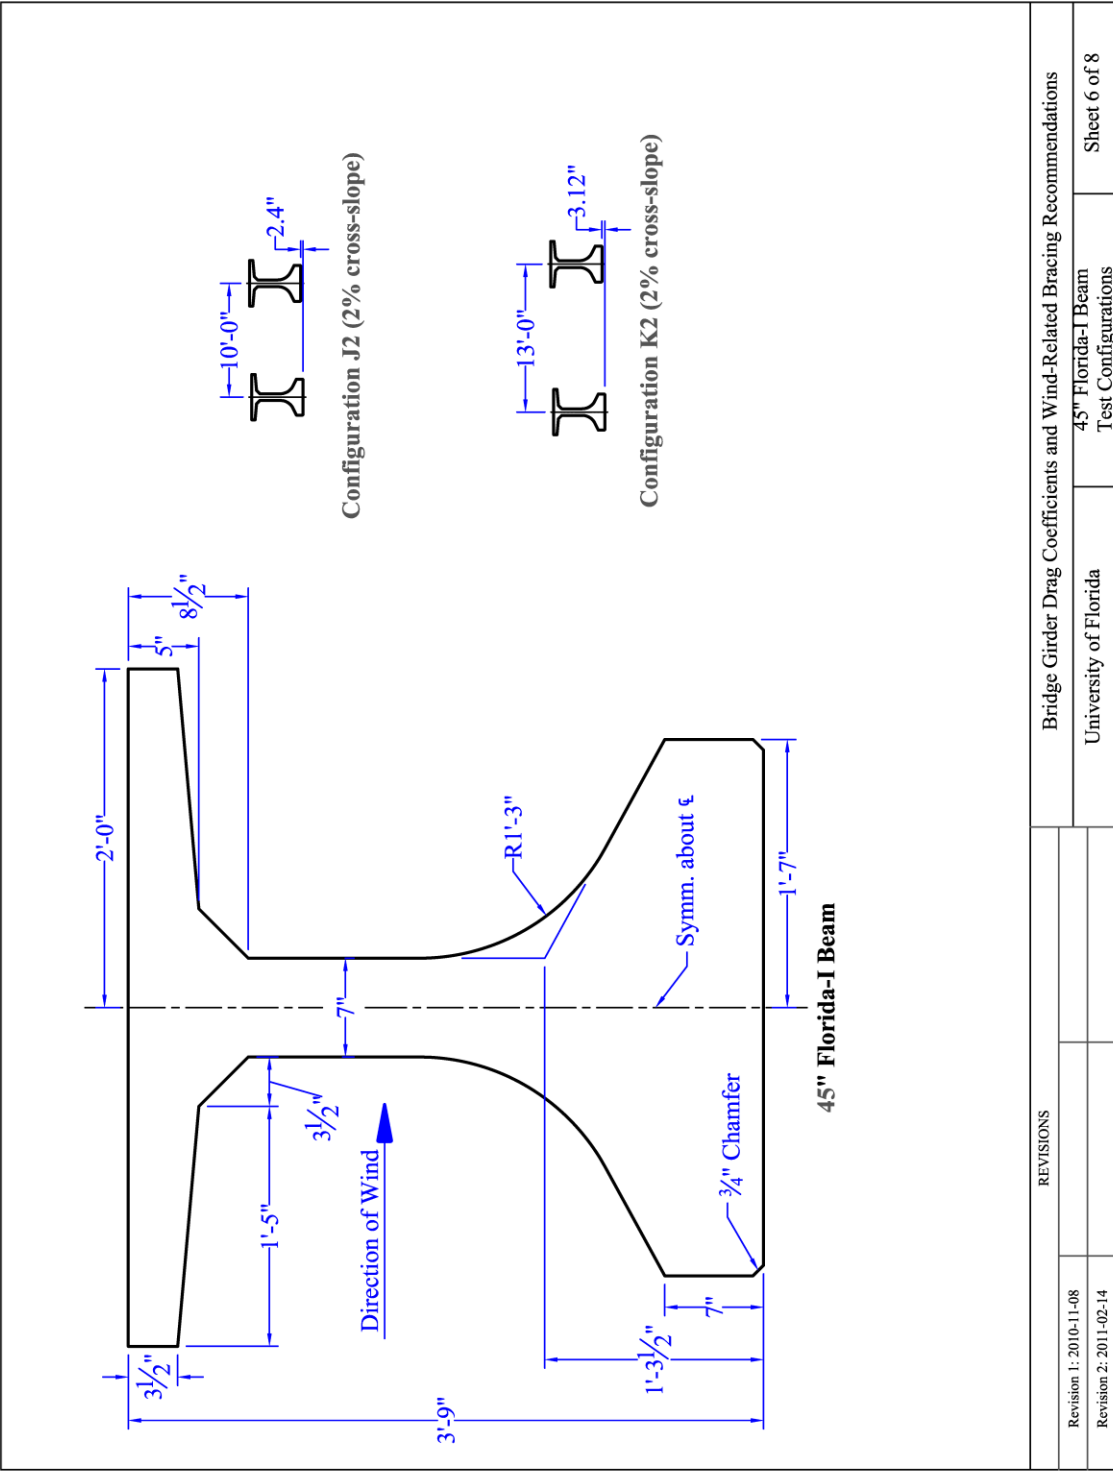 2'-0"
5"
8½"
3½"
3'-9"
1'-5"
3½"
7"
Direction of Wind
R1'-3"
Symm. about ℄
1'-3½"
7"
¾" Chamfer
1'-7"
45" Florida-I Beam
10'-0"
2.4"
Configuration J2 (2% cross-slope)
13'-0"
3.12"
Configuration K2 (2% cross-slope)
REVISIONS
Revision 1: 2010-11-08
Revision 2: 2011-02-14
Bridge Girder Drag Coefficients and Wind-Related Bracing Recommendations
University of Florida
45" Florida-I Beam
Test Configurations
Sheet 6 of 8